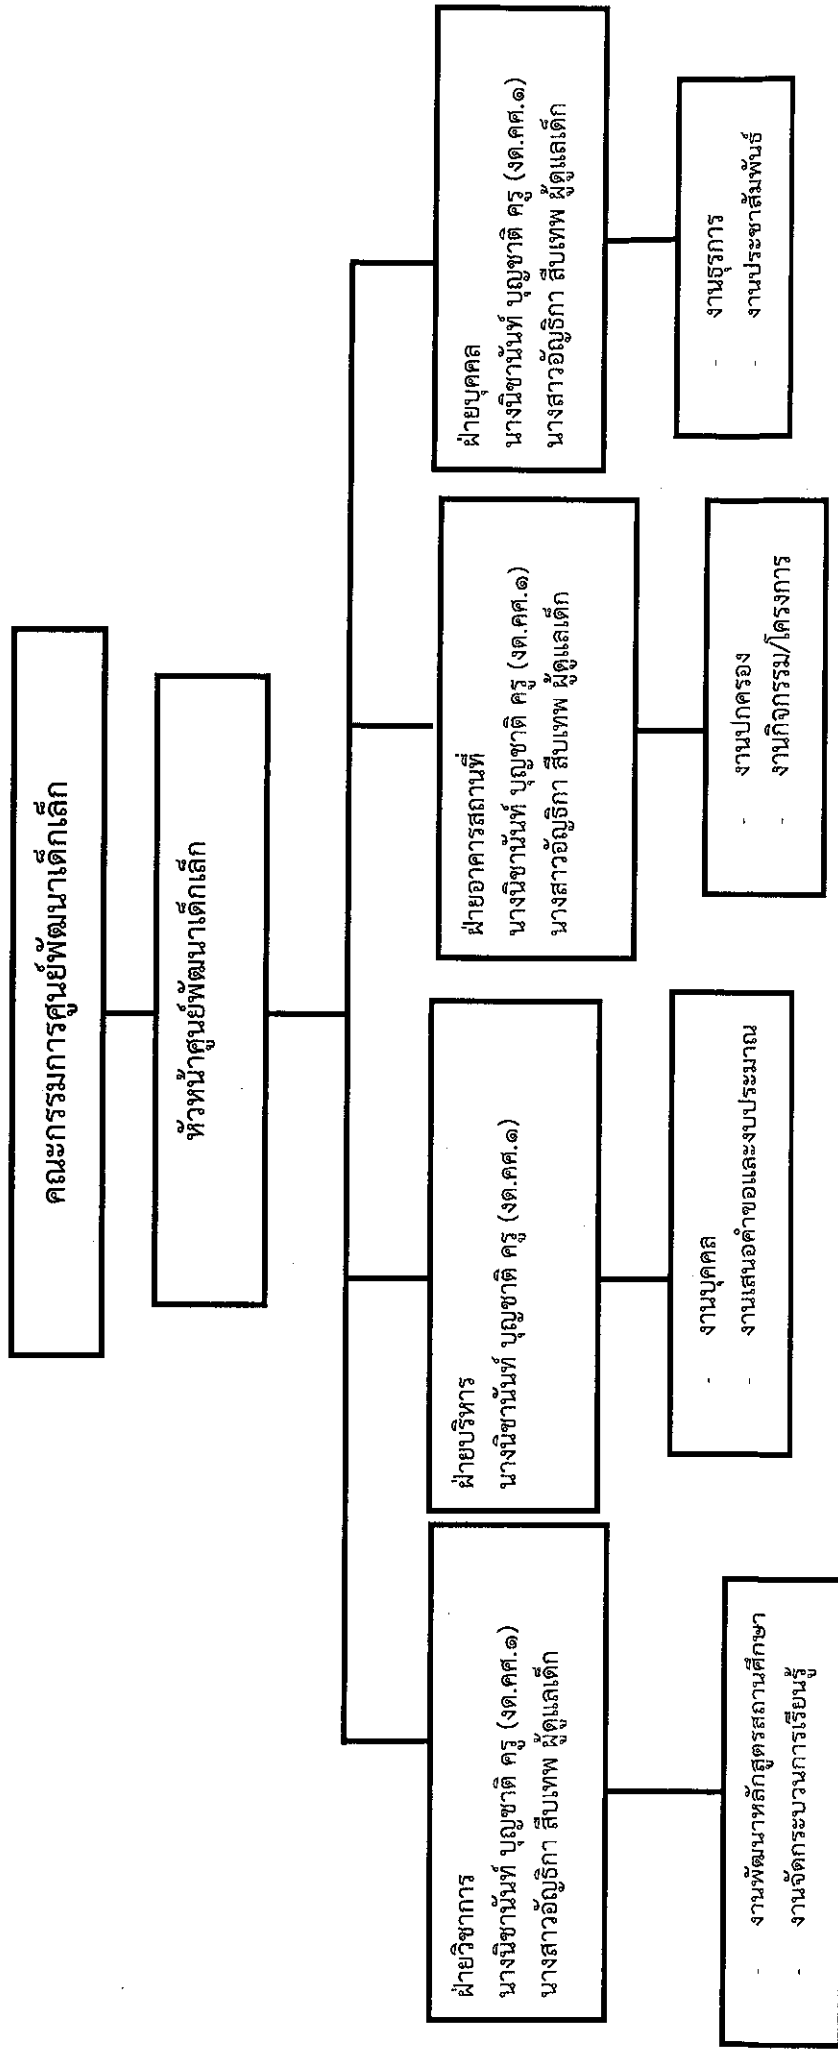 คณะกรรมการศูนย์พัฒนาเด็กเล็ก
หัวหน้าศูนย์พัฒนาเด็กเล็ก
ฝ่ายวิชาการ
นางนิชานันท์ บุญชาติ ครู (งด.คศ.๑)
นางสาวอัญธิกา สืบเทพ ผู้ดูแลเด็ก
ฝ่ายบริหาร
นางนิชานันท์ บุญชาติ ครู (งด.คศ.๑)
ฝ่ายอาคารสถานที่
นางนิชานันท์ บุญชาติ ครู (งด.คศ.๑)
นางสาวอัญธิกา สืบเทพ ผู้ดูแลเด็ก
ฝ่ายบุคคล
นางนิชานันท์ บุญชาติ ครู (งด.คศ.๑)
นางสาวอัญธิกา สืบเทพ ผู้ดูแลเด็ก
- งานพัฒนาหลักสูตรสถานศึกษา
- งานจัดกระบวนการเรียนรู้
- งานบุคคล
- งานเสนอคำขอและงบประมาณ
- งานปกครอง
- งานกิจกรรม/โครงการ
- งานธุรการ
- งานประชาสัมพันธ์